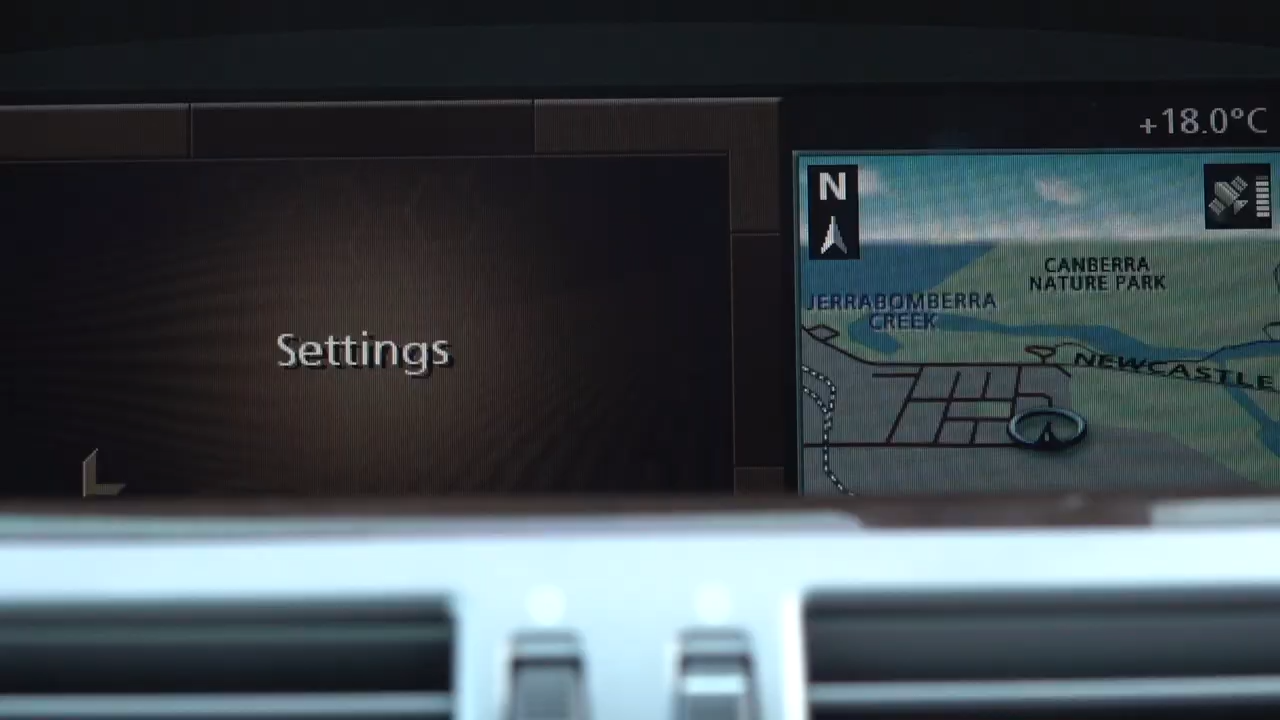 +18.0°C
N
CANBERRA
NATURE PARK
JERRABOMBERRA
CREEK
Settings
NEWCASTLE